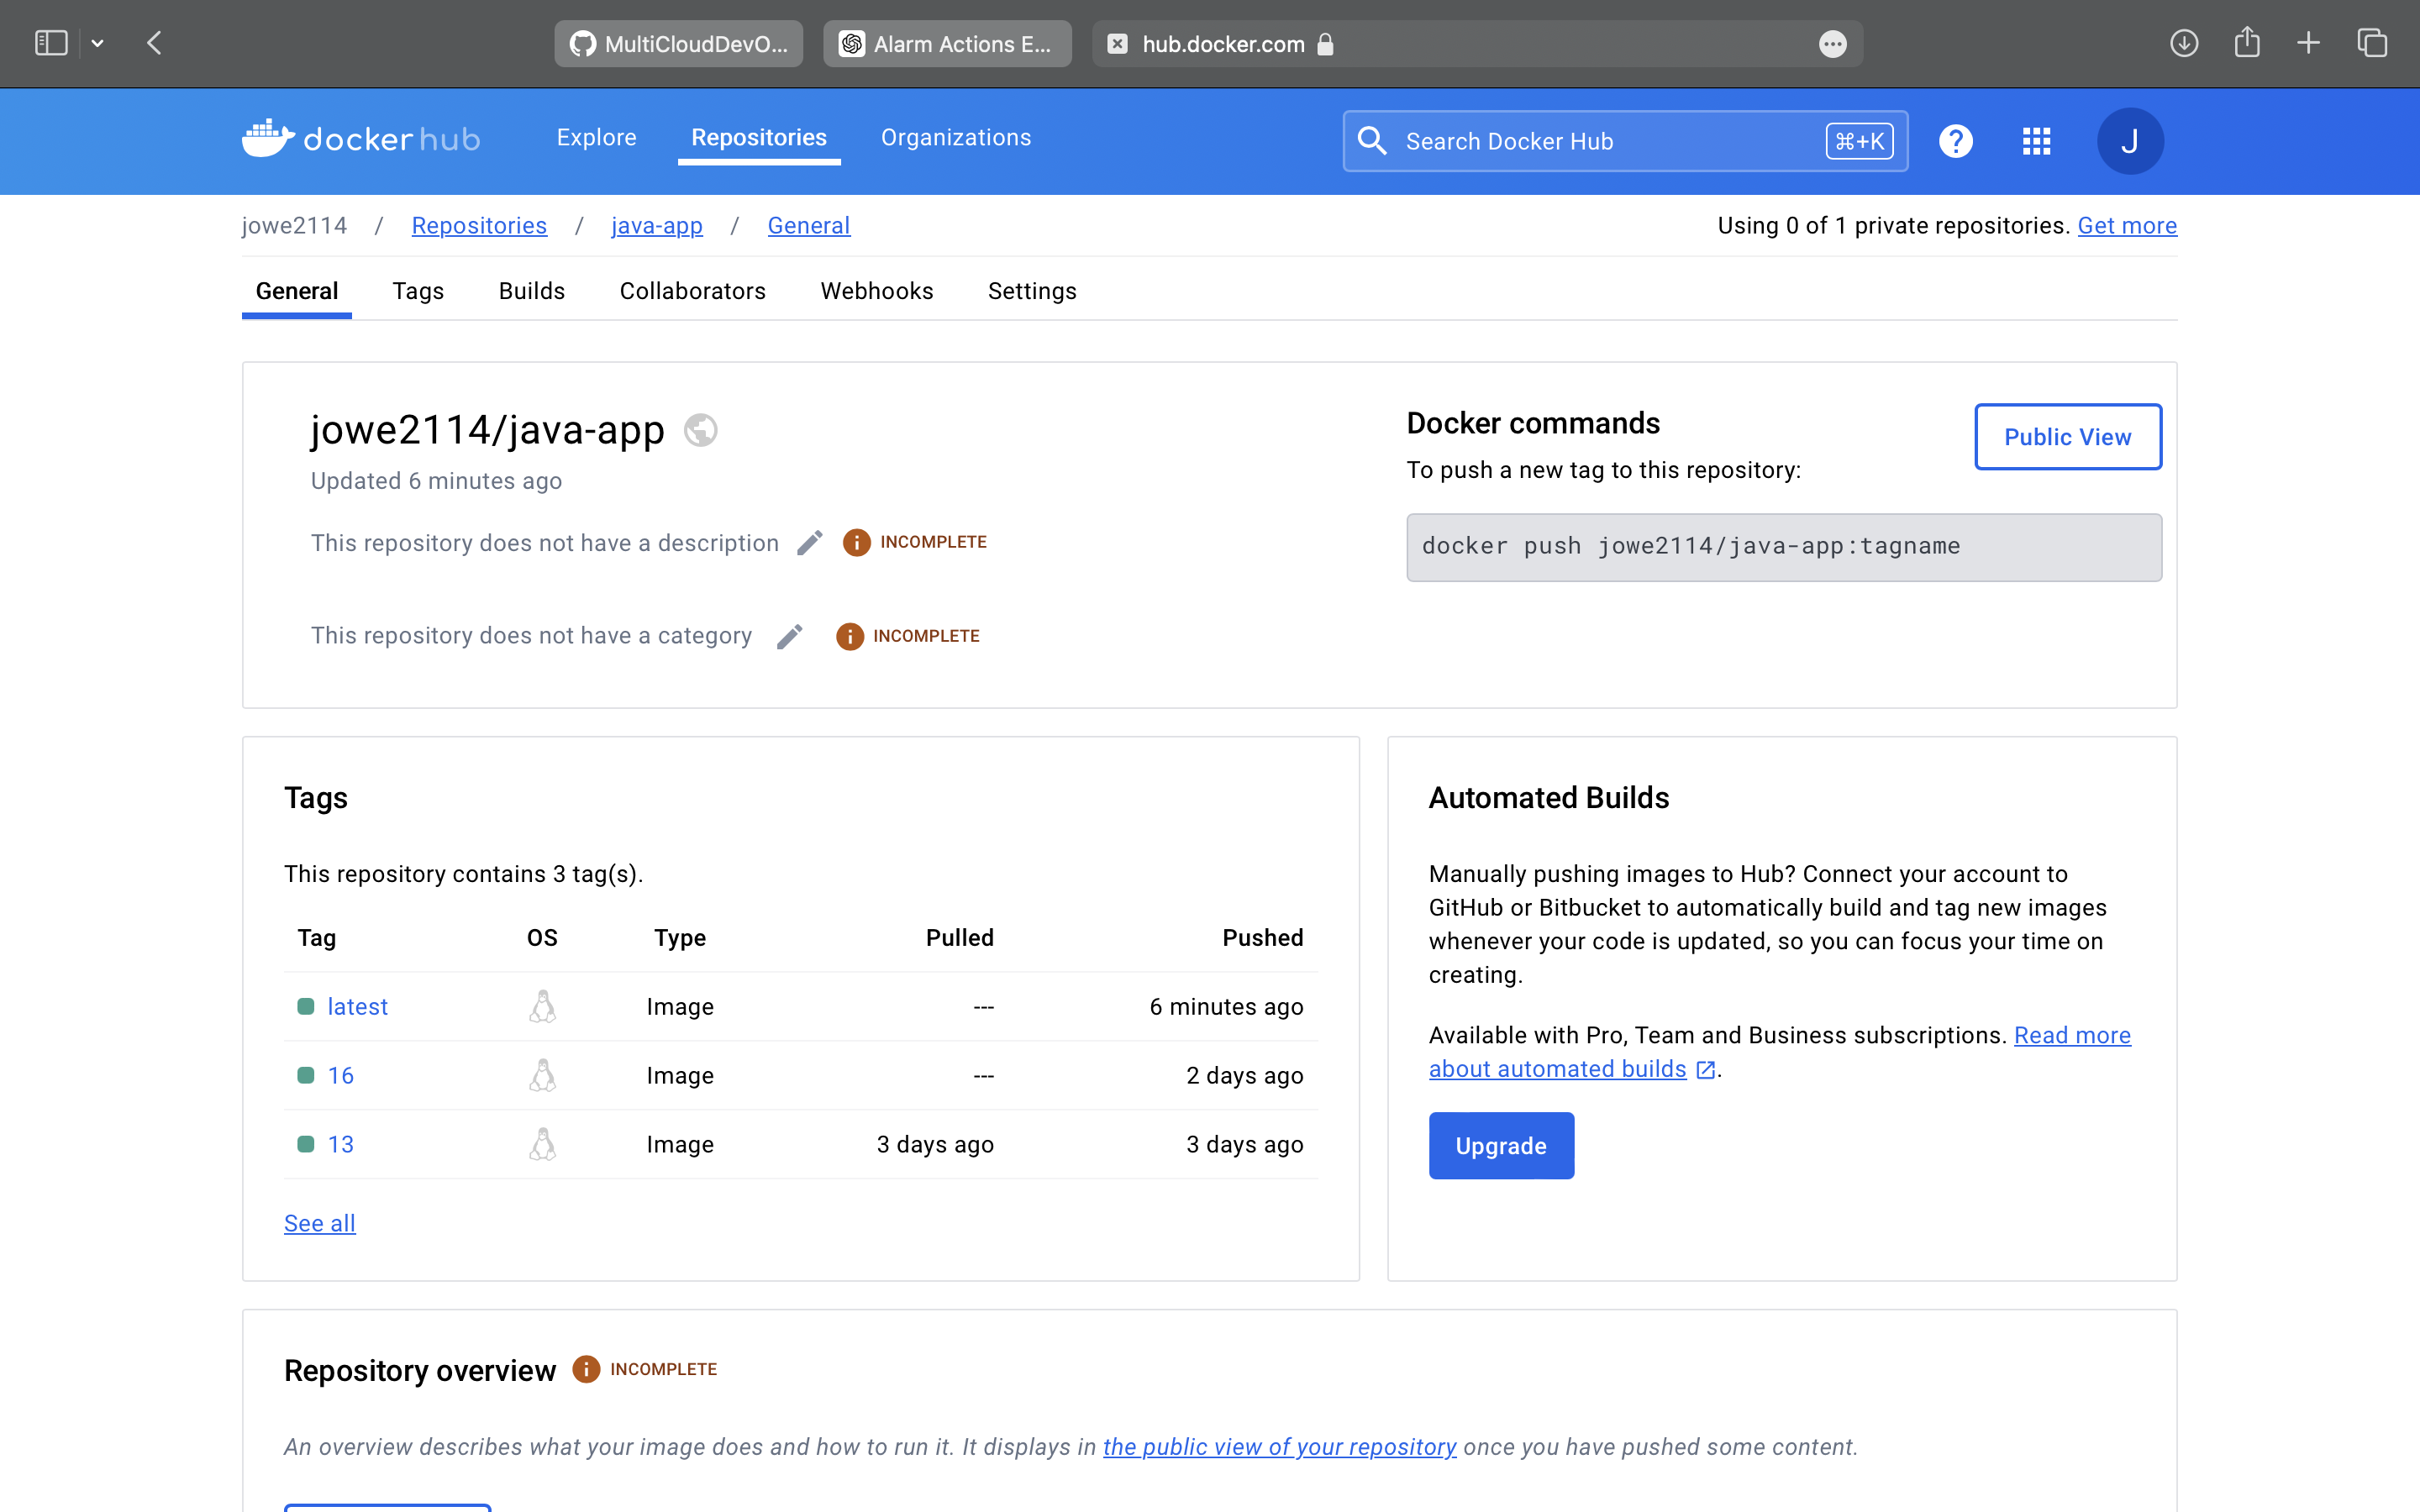 MultiCloudDevO...
Alarm Actions E...
hub.docker.com
docker hub
Explore
Repositories
Organizations
Search Docker Hub
⌘+K
?
J
jowe2114 / Repositories / java-app / General
Using 0 of 1 private repositories. Get more
General
Tags
Builds
Collaborators
Webhooks
Settings
jowe2114/java-app
Updated 6 minutes ago
This repository does not have a description
INCOMPLETE
This repository does not have a category
INCOMPLETE
Docker commands
Public View
To push a new tag to this repository:
docker push jowe2114/java-app:tagname
Tags
This repository contains 3 tag(s).
Tag OS Type Pulled Pushed
latest Image --- 6 minutes ago
16 Image --- 2 days ago
13 Image 3 days ago 3 days ago
See all
Automated Builds
Manually pushing images to Hub? Connect your account to
GitHub or Bitbucket to automatically build and tag new images
whenever your code is updated, so you can focus your time on
creating.
Available with Pro, Team and Business subscriptions. Read more
about automated builds.
Upgrade
Repository overview
INCOMPLETE
An overview describes what your image does and how to run it. It displays in the public view of your repository once you have pushed some content.